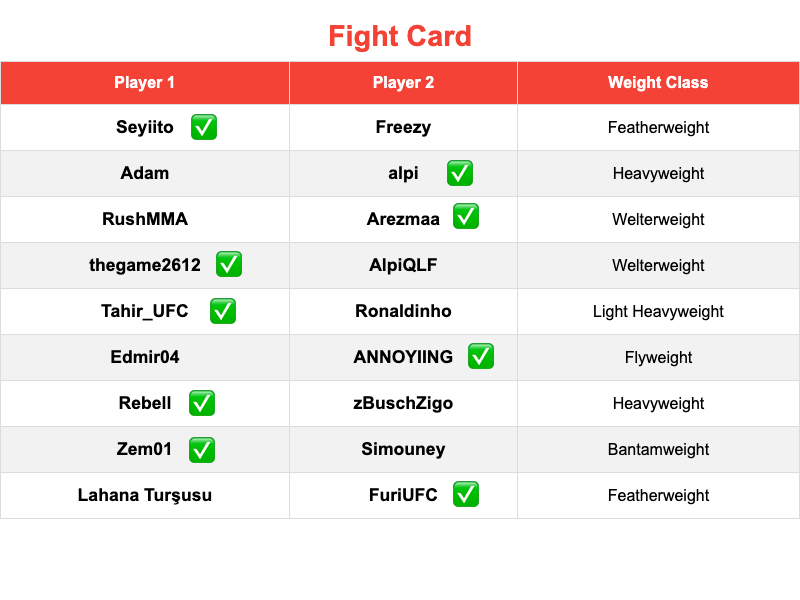 Fight Card
Player 1 Player 2 Weight Class
Seyiito ✅ Freezy Featherweight
Adam alpi ✅ Heavyweight
RushMMA Arezmaa ✅ Welterweight
thegame2612 ✅ AlpiQLF Welterweight
Tahir_UFC ✅ Ronaldinho Light Heavyweight
Edmir04 ANNOYIING ✅ Flyweight
Rebell ✅ zBuschZigo Heavyweight
Zem01 ✅ Simouney Bantamweight
Lahana Turşusu FuriUFC ✅ Featherweight